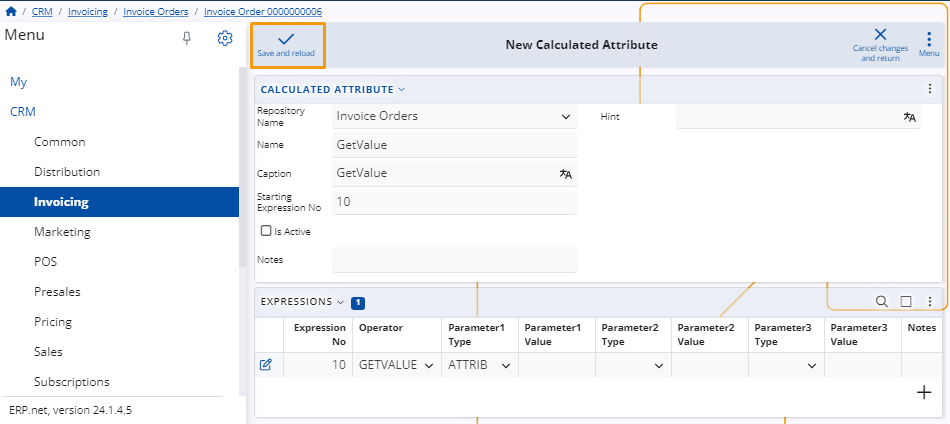 / CRM / Invoicing / Invoice Orders / Invoice Order 0000000006
Menu
My
CRM
Common
Distribution
Invoicing
Marketing
POS
Presales
Pricing
Sales
Subscriptions
ERP.net, version 24.1.4.5
Save and reload
New Calculated Attribute
Cancel changes
and return
Menu
CALCULATED ATTRIBUTE
Repository
Name
Invoice Orders
Hint
Name
GetValue
Caption
GetValue
Starting
Expression No
10
Is Active
Notes
EXPRESSIONS 1
Expression
No
Operator
Parameter1
Type
Parameter1
Value
Parameter2
Type
Parameter2
Value
Parameter3
Type
Parameter3
Value
Notes
10 GETVALUE ATTRIB